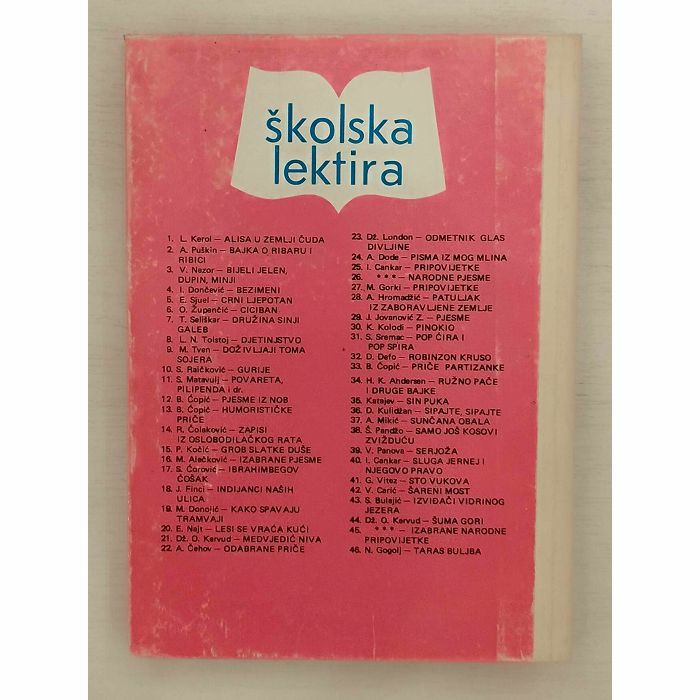 školska
lektira
1. L. Kerol – ALISA U ZEMLJI ČUDA
2. A. Puškin – BAJKA O RIBARU I
RIBICI
3. V. Nazor – BIJELI JELEN,
DUPIN, MINJI
4. I. Dončević – BEZIMENI
5. E. Sjuel – CRNI LJEPOTAN
6. O. Župenčić – CICIBAN
7. T. Seliškar – DRUŽINA SINJI
GALEB
8. L. N. Tolstoj – DJETINJSTVO
9. M. Tven – DOŽIVLJAJI TOMA
SOJERA
10. S. Raičković – GURIJE
11. S. Matavulj – POVARETA,
PILIPENDA i dr.
12. B. Ćopić – PJESME IZ NOB
13. B. Ćopić – HUMORISTIČKE
PRIČE
14. R. Čolaković – ZAPISI
IZ OSLOBODILAČKOG RATA
15. P. Kočić – GROB SLATKE DUŠE
16. M. Alečković – IZABRANE PJESME
17. S. Ćorović – IBRAHIMBEGOV
ĆOŠAK
18. J. Finci – INDIJANCI NAŠIH
ULICA
19. M. Danojić – KAKO SPAVAJU
TRAMVAJI
20. E. Najt – LESI SE VRAĆA KUĆI
21. Dž. O. Kervud – MEDVJEDIĆ NIVA
22. A. Čehov – ODABRANE PRIČE
23. Dž. London – ODMETNIK GLAS
DIVLJINE
24. A. Dode – PISMA IZ MOG MLINA
25. I. Cankar – PRIPOVIJETKE
26. * * * – NARODNE PJESME
27. M. Gorki – PRIPOVIJETKE
28. A. Hromadžić – PATULJAK
IZ ZABORAVLJENE ZEMLJE
29. J. Jovanović Z. – PJESME
30. K. Kolodi – PINOKIO
31. S. Sremac – POP ĆIRA I
POP SPIRA
32. D. Defo – ROBINZON KRUSO
33. B. Ćopić – PRIČE PARTIZANKE
34. H. K. Andersen – RUŽNO PAČE
I DRUGE BAJKE
35. Katajev – SIN PUKA
36. D. Kulidžan – SIPAJTE, SIPAJTE
37. A. Mikić – SUNČANA OBALA
38. Š. Pandžo – SAMO JOŠ KOSOVI
ZVIŽDUĆU
39. V. Panova – SERJOŽA
40. I. Cankar – SLUGA JERNEJ I
NJEGOVO PRAVO
41. G. Vitez – STO VUKOVA
42. V. Carić – ŠARENI MOST
43. S. Bulajić – IZVIĐAČI VIDRINOG
JEZERA
44. Dž. O. Kervud – ŠUMA GORI
45. * * * – IZABRANE NARODNE
PRIPOVIJETKE
46. N. Gogolj – TARAS BULJBA